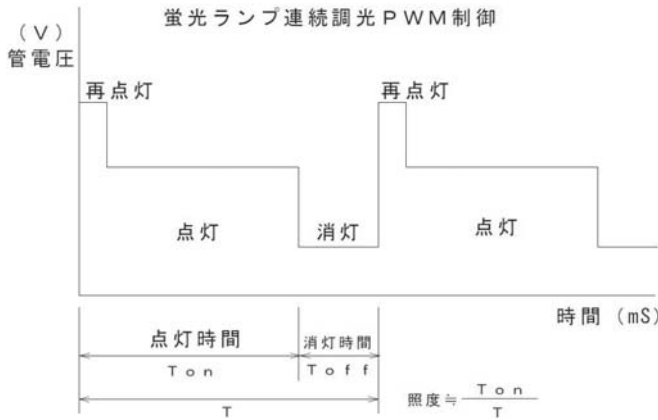 蛍光ランプ連続調光PWM制御
(V)
管電圧
再点灯
再点灯
点灯
消灯
点灯
時間 (mS)
点灯時間
消灯時間
Ton
Toff
T
照度≒Ton/T